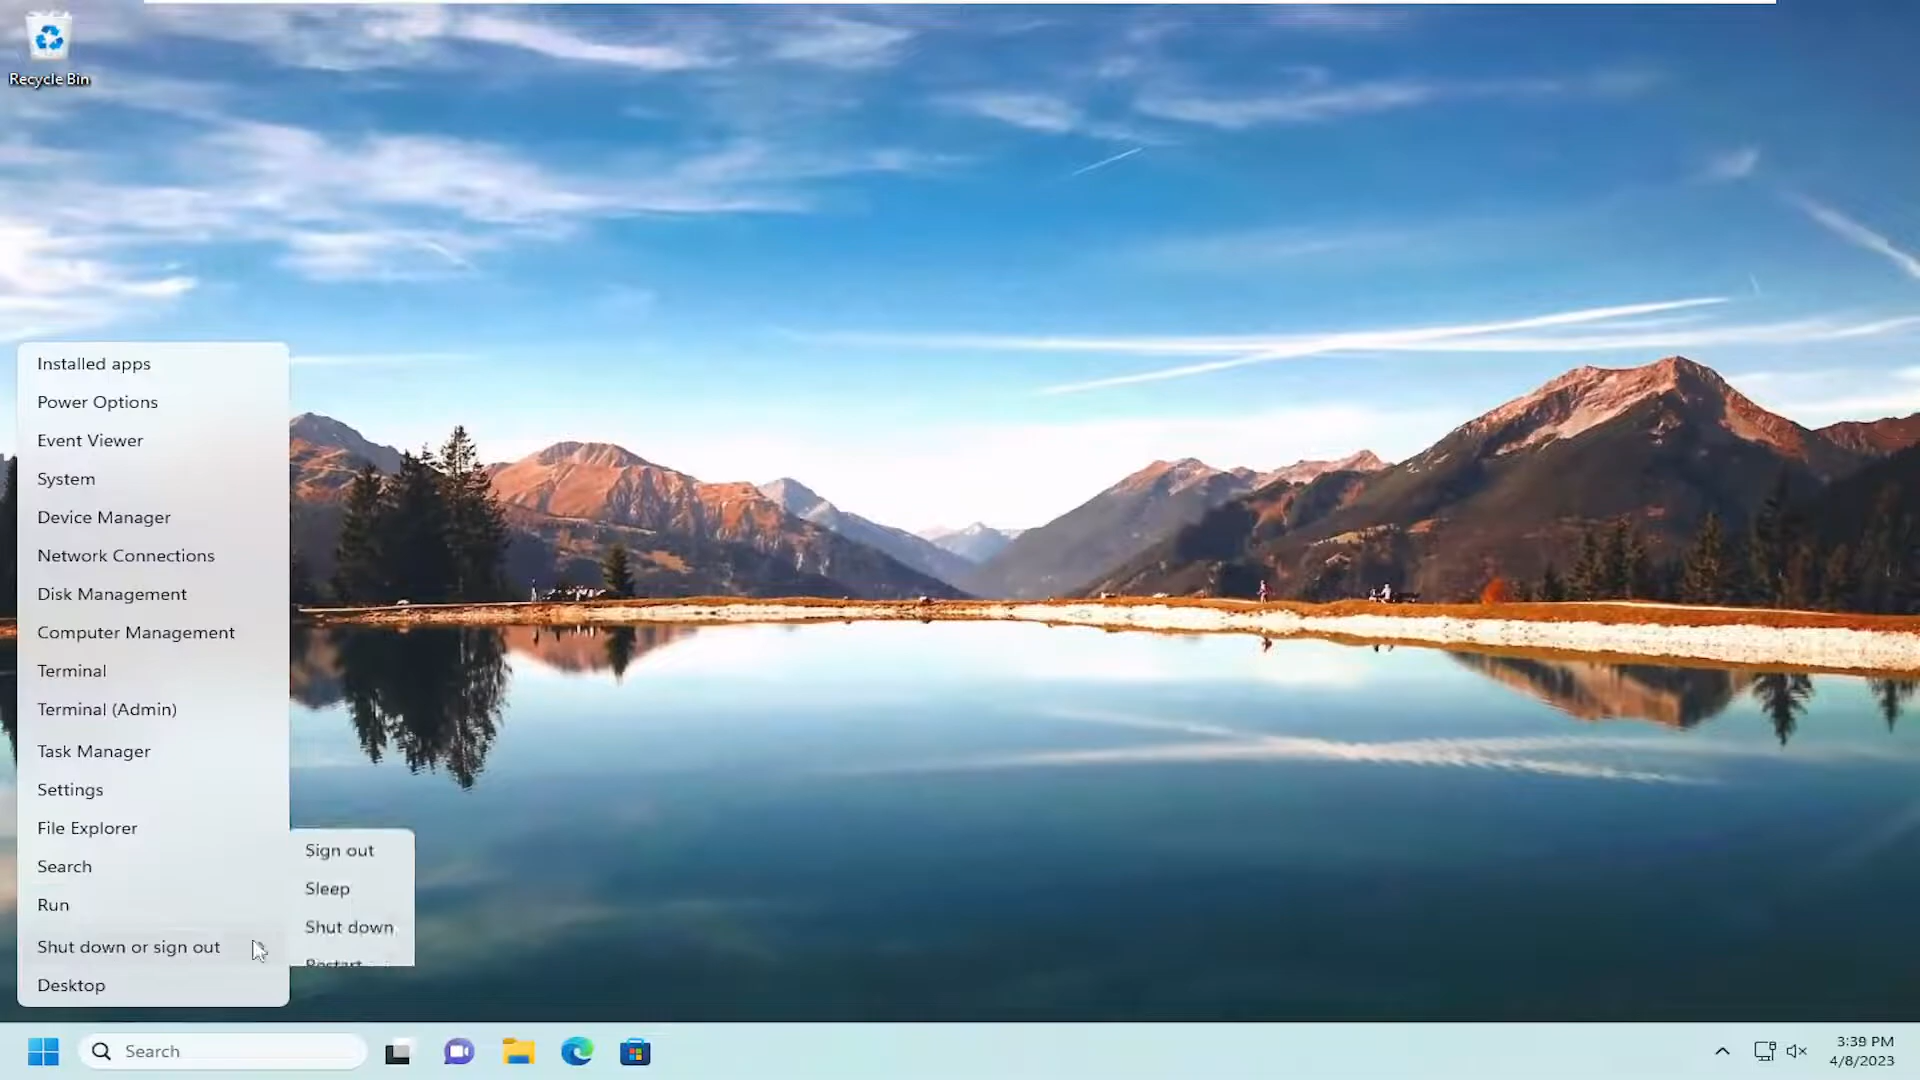 Recycle Bin
Installed apps
Power Options
Event Viewer
System
Device Manager
Network Connections
Disk Management
Computer Management
Terminal
Terminal (Admin)
Task Manager
Settings
File Explorer
Search
Run
Shut down or sign out
Desktop
Sign out
Sleep
Shut down
Restart
Search
3:39 PM
4/8/2023